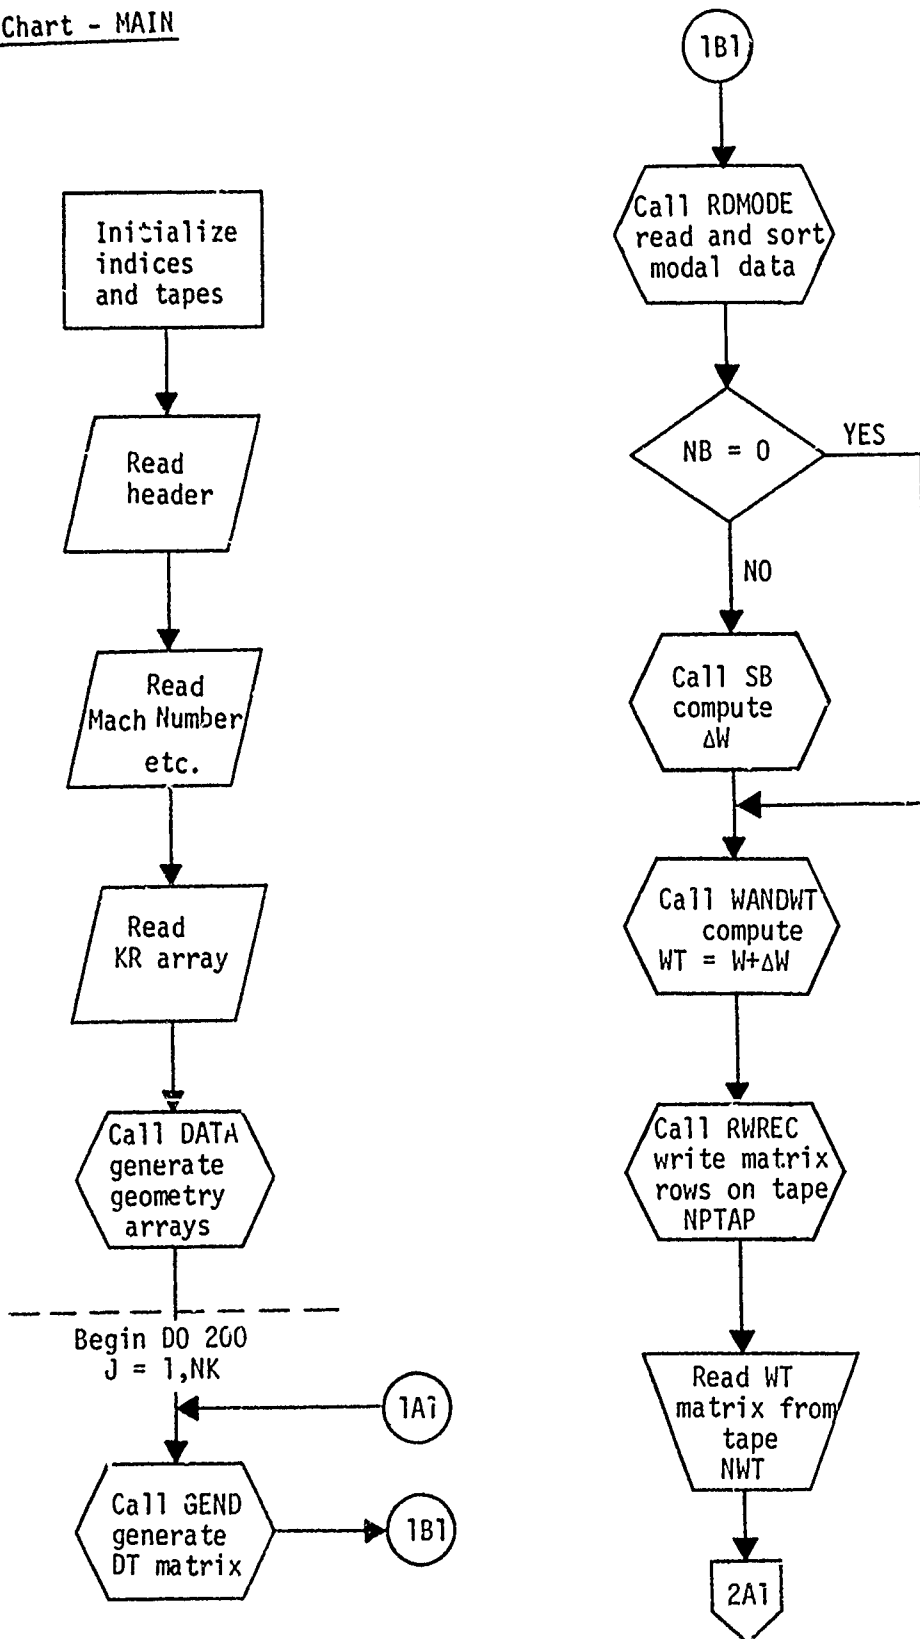 Chart - MAIN
Initialize
indices
and tapes
Read
header
Read
Mach Number
etc.
Read
KR array
Call DATA
generate
geometry
arrays
Begin DO 200
J = 1,NK
1A1
Call GEND
generate
DT matrix
1B1
1B1
Call RDMODE
read and sort
modal data
NB = 0
YES
NO
Call SB
compute
ΔW
Call WANDWT
compute
WT = W+ΔW
Call RWREC
write matrix
rows on tape
NPTAP
Read WT
matrix from
tape
NWT
2A1